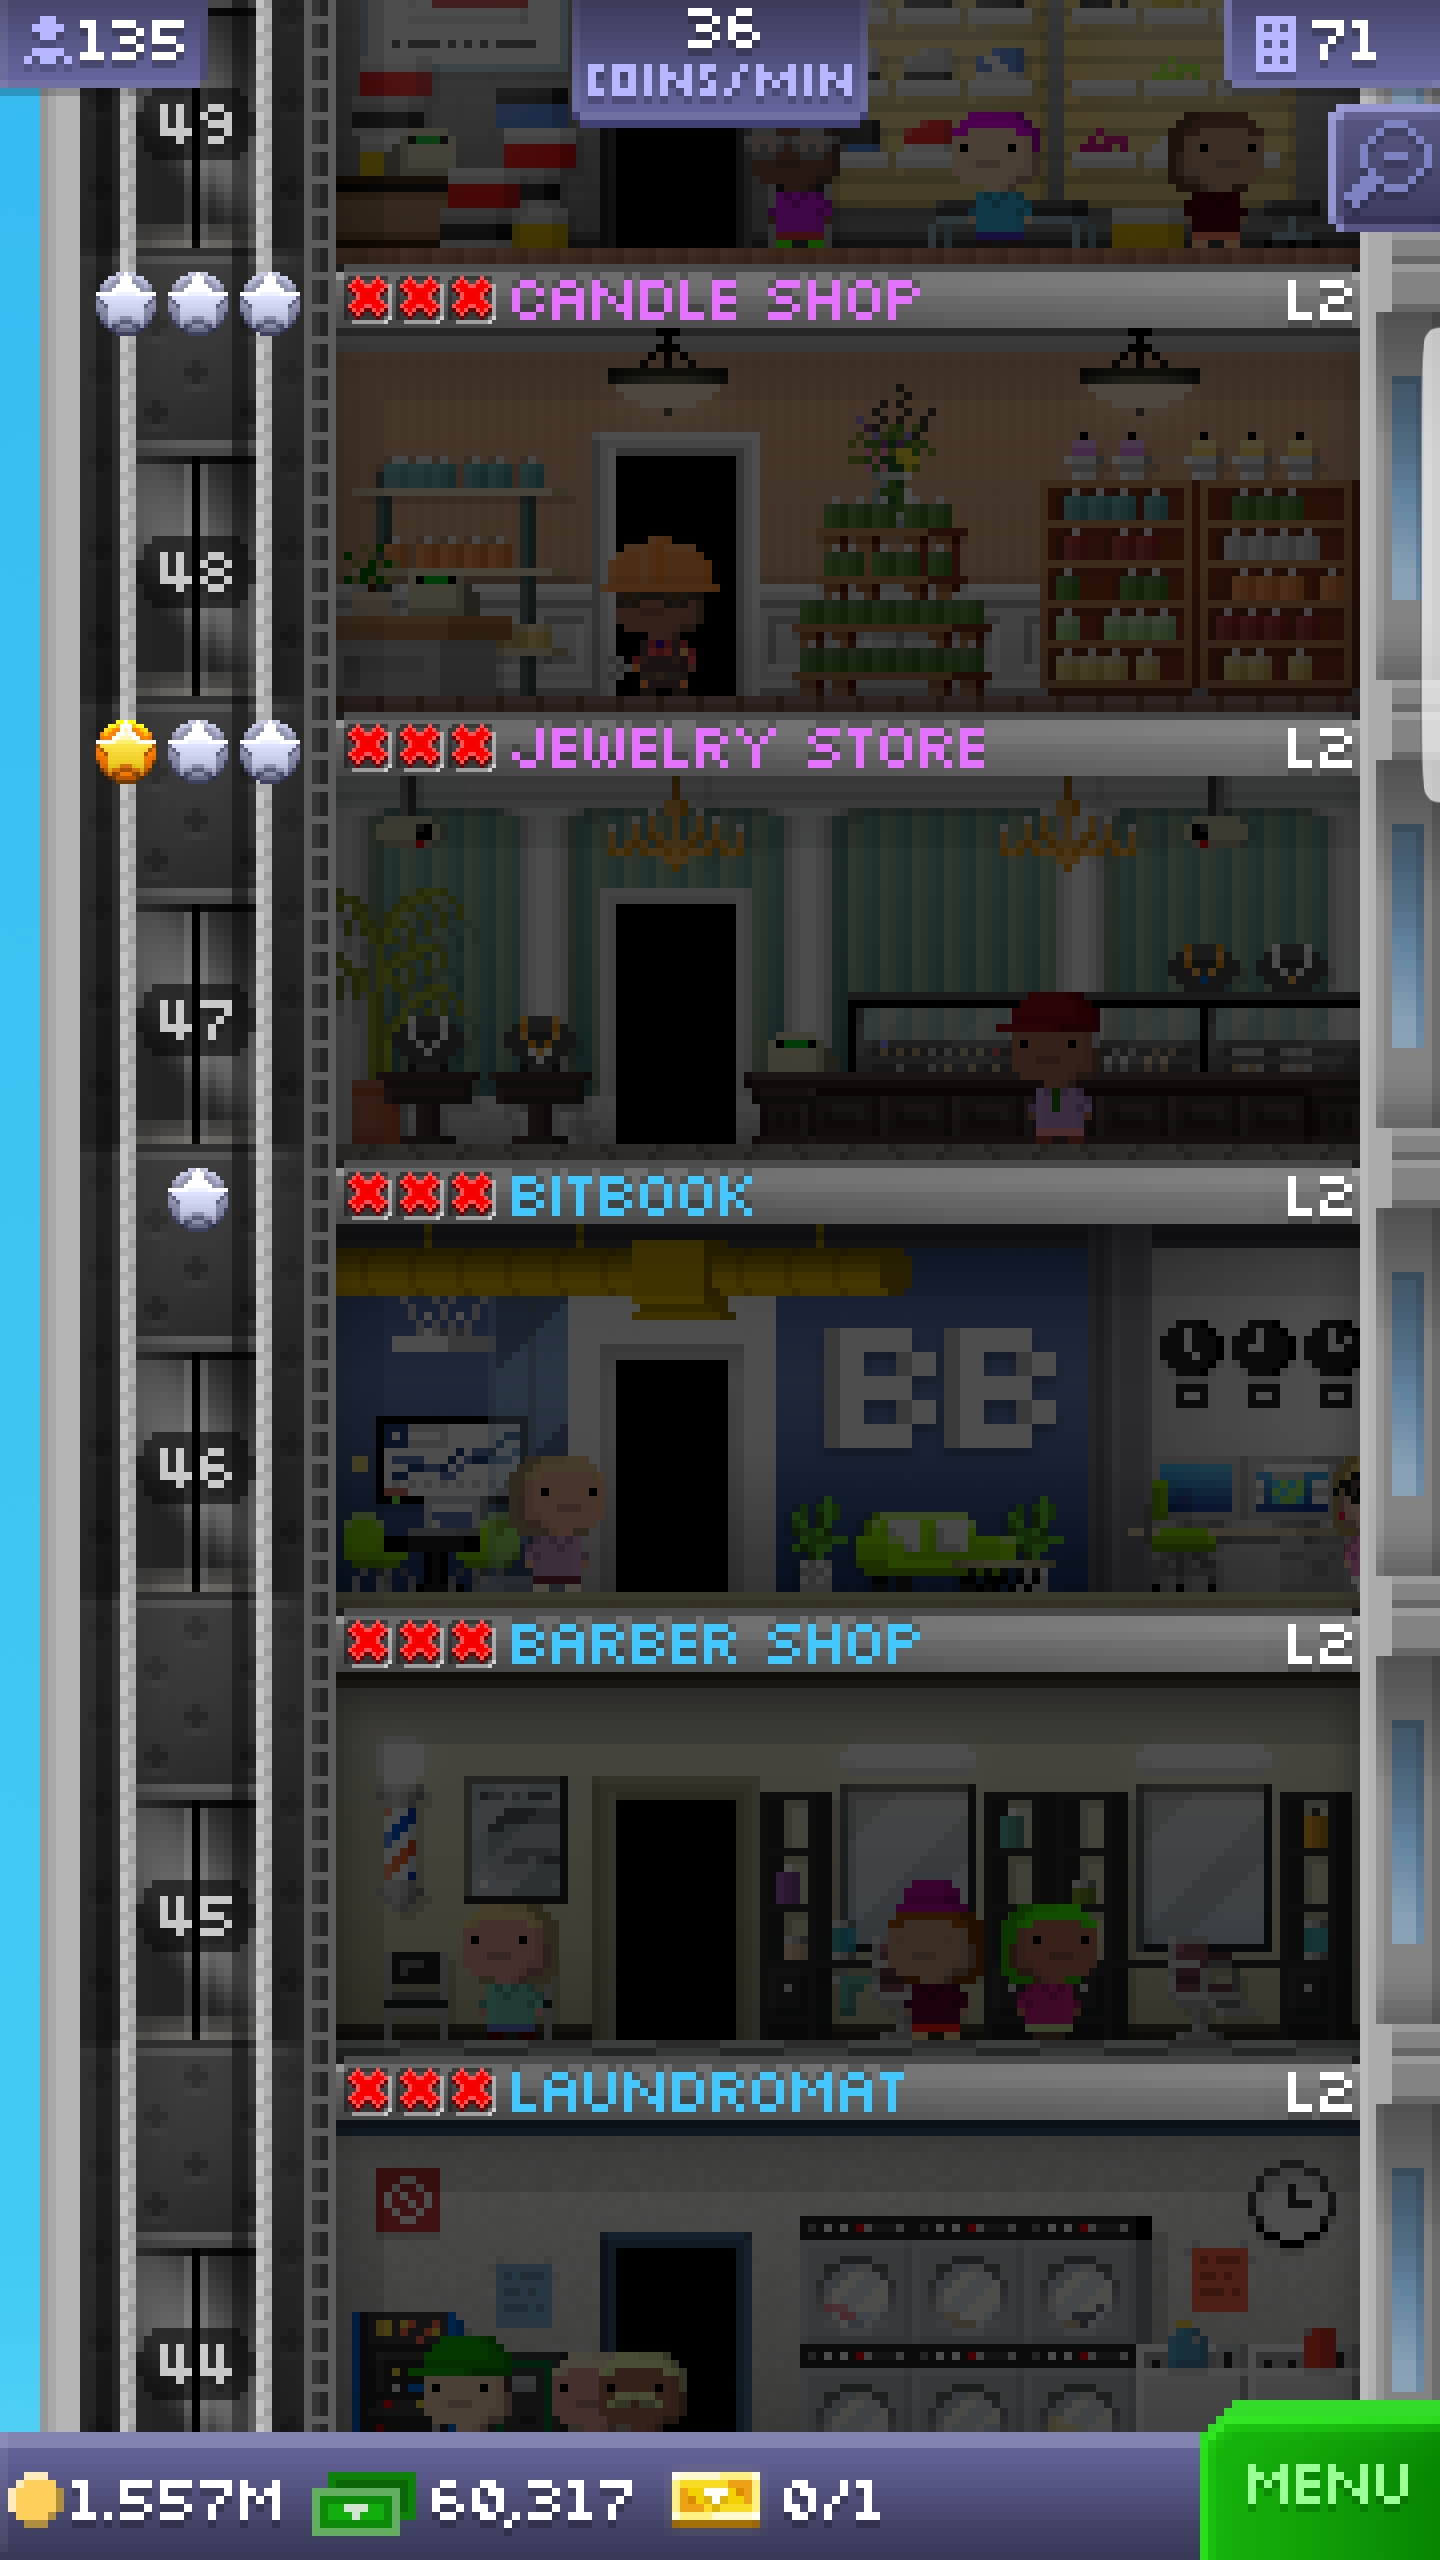 135
36
COINS/MIN
71
49
CANDLE SHOP L2
48
JEWELRY STORE L2
47
BITBOOK L2
BB
46
BARBER SHOP L2
45
LAUNDROMAT L2
44
1.557M 60,317 0/1
MENU